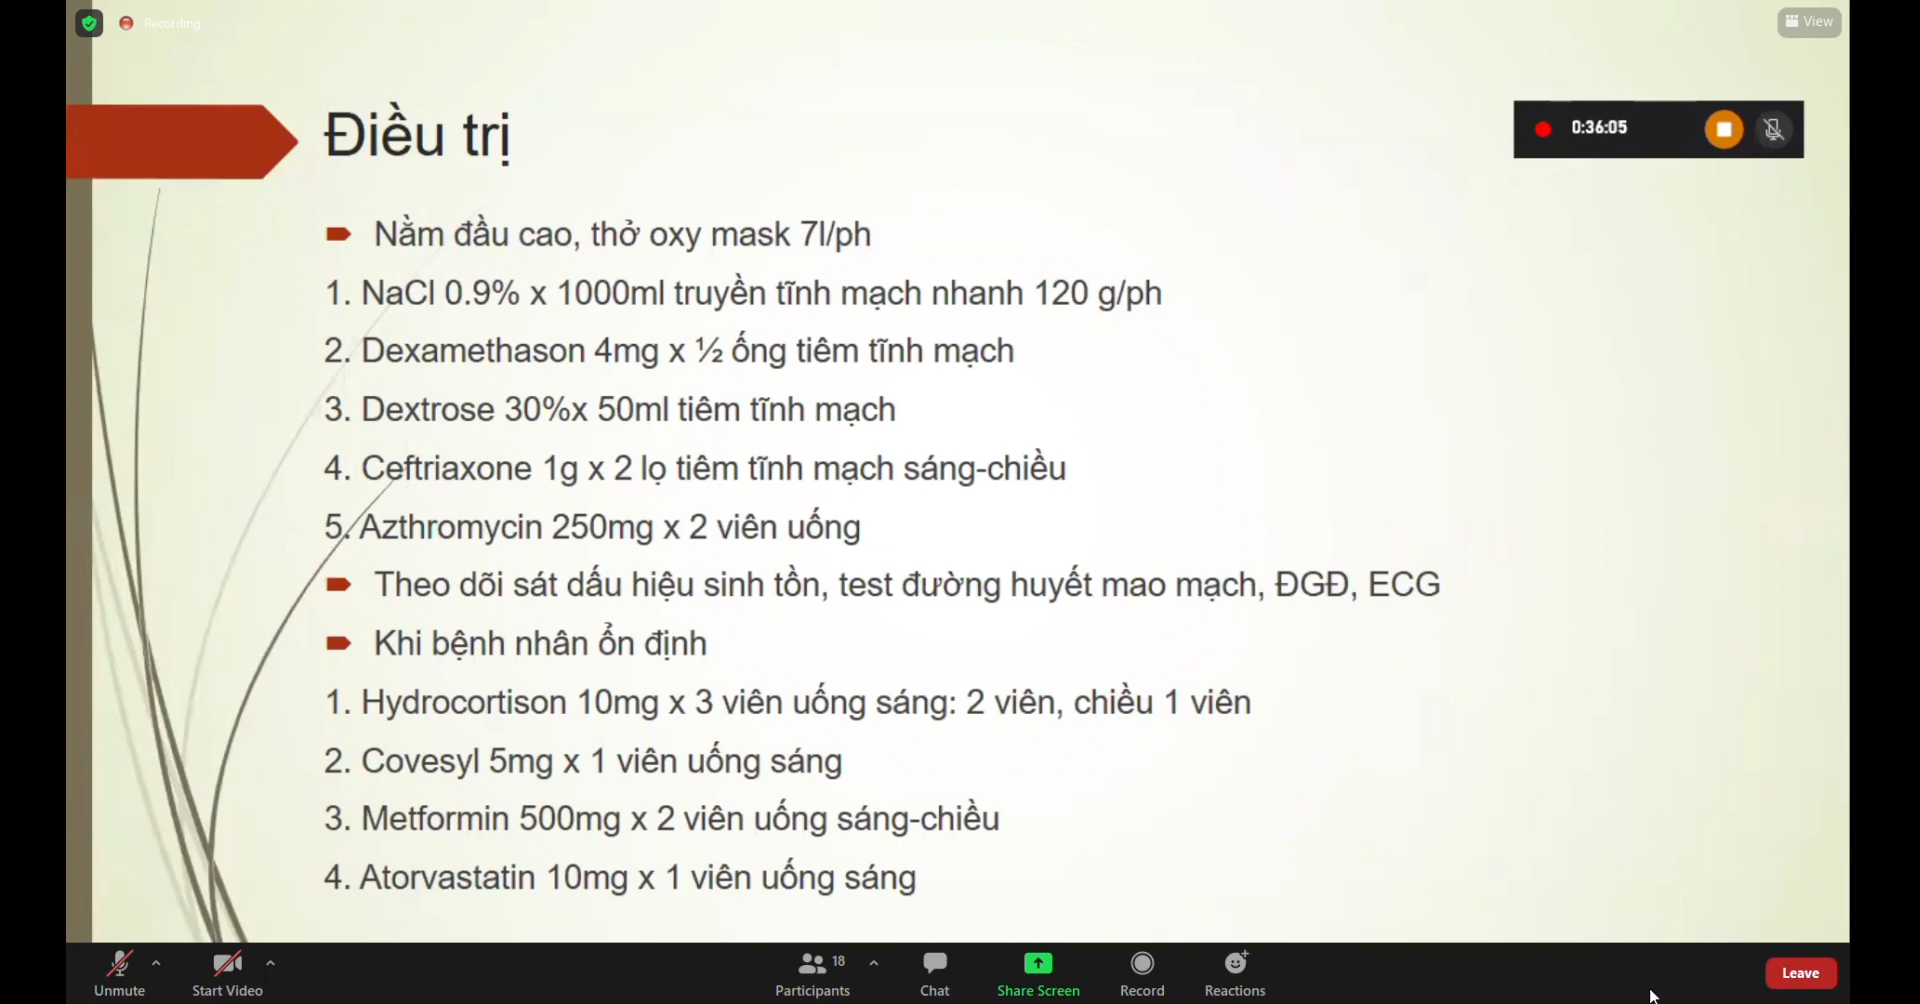 Recording
View
Điều trị
0:36:05
Nằm đầu cao, thở oxy mask 7l/ph
1. NaCl 0.9% x 1000ml truyền tĩnh mạch nhanh 120 g/ph
2. Dexamethason 4mg x ½ ống tiêm tĩnh mạch
3. Dextrose 30%x 50ml tiêm tĩnh mạch
4. Ceftriaxone 1g x 2 lọ tiêm tĩnh mạch sáng-chiều
5. Azthromycin 250mg x 2 viên uống
Theo dõi sát dấu hiệu sinh tồn, test đường huyết mao mạch, ĐGĐ, ECG
Khi bệnh nhân ổn định
1. Hydrocortison 10mg x 3 viên uống sáng: 2 viên, chiều 1 viên
2. Covesyl 5mg x 1 viên uống sáng
3. Metformin 500mg x 2 viên uống sáng-chiều
4. Atorvastatin 10mg x 1 viên uống sáng
18
Unmute Start Video Participants Chat Share Screen Record Reactions Leave